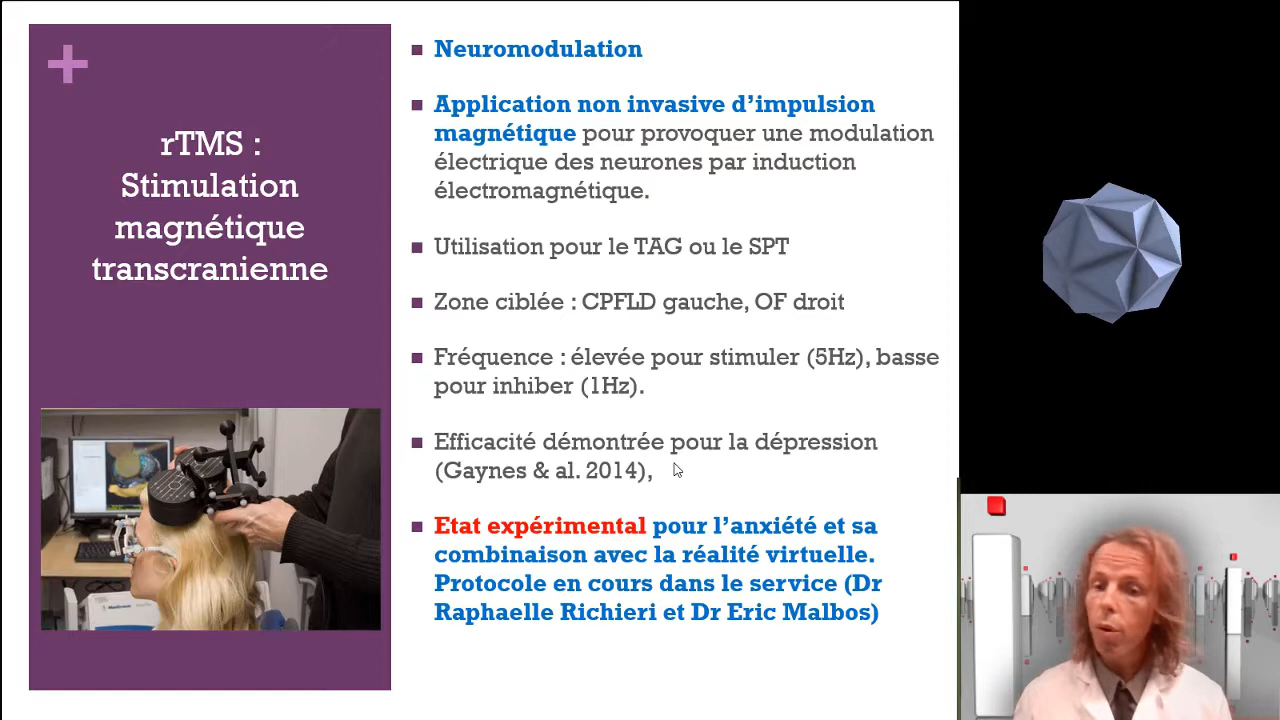 rTMS :
Stimulation
magnétique
transcranienne
Neuromodulation
Application non invasive d’impulsion
magnétique pour provoquer une modulation
électrique des neurones par induction
électromagnétique.
Utilisation pour le TAG ou le SPT
Zone ciblée : CPFLD gauche, OF droit
Fréquence : élevée pour stimuler (5Hz), basse
pour inhiber (1Hz).
Efficacité démontrée pour la dépression
(Gaynes & al. 2014),
Etat expérimental pour l’anxiété et sa
combinaison avec la réalité virtuelle.
Protocole en cours dans le service (Dr
Raphaelle Richieri et Dr Eric Malbos)